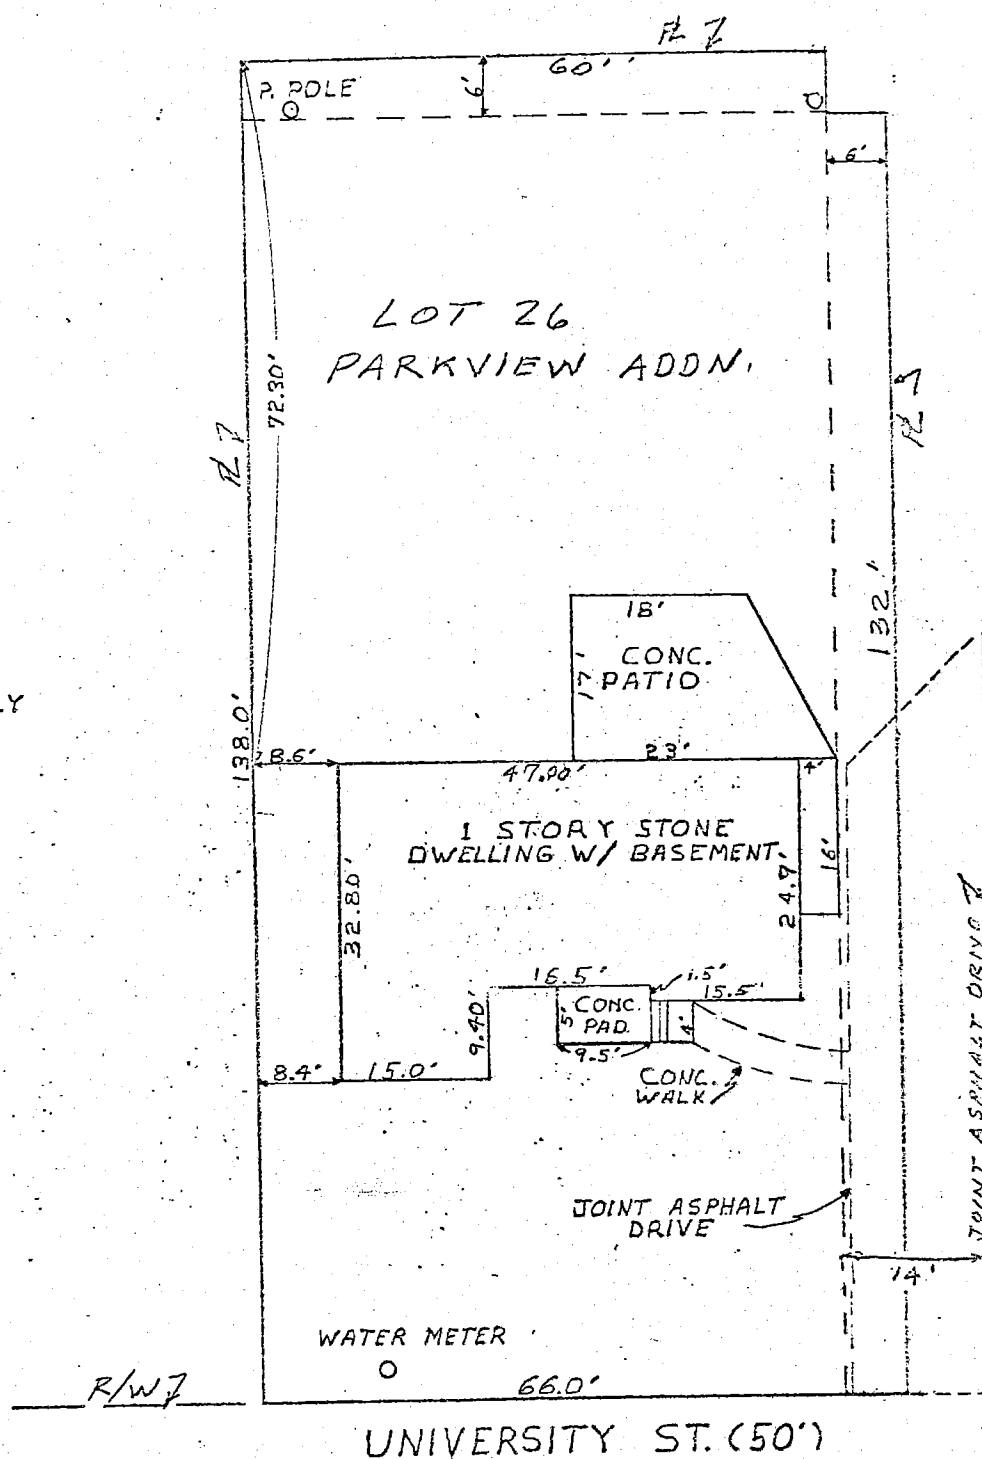 60'
P. POLE
6'
6'
LOT 26
PARKVIEW ADDN.
72.30'
132'
18'
CONC.
PATIO
17'
138.0'
8.6'
23'
47.90'
4'
1 STORY STONE
DWELLING W/ BASEMENT
24.9'
16'
32.80'
16.5'
1.5'
15.5'
9.40'
5'
CONC.
PAD.
4'
9.5'
8.4'
15.0'
CONC.
WALK
JOINT ASPHALT
DRIVE
JOINT ASPHALT DRIVE
14'
WATER METER
R/W
66.0'
UNIVERSITY ST. (50')